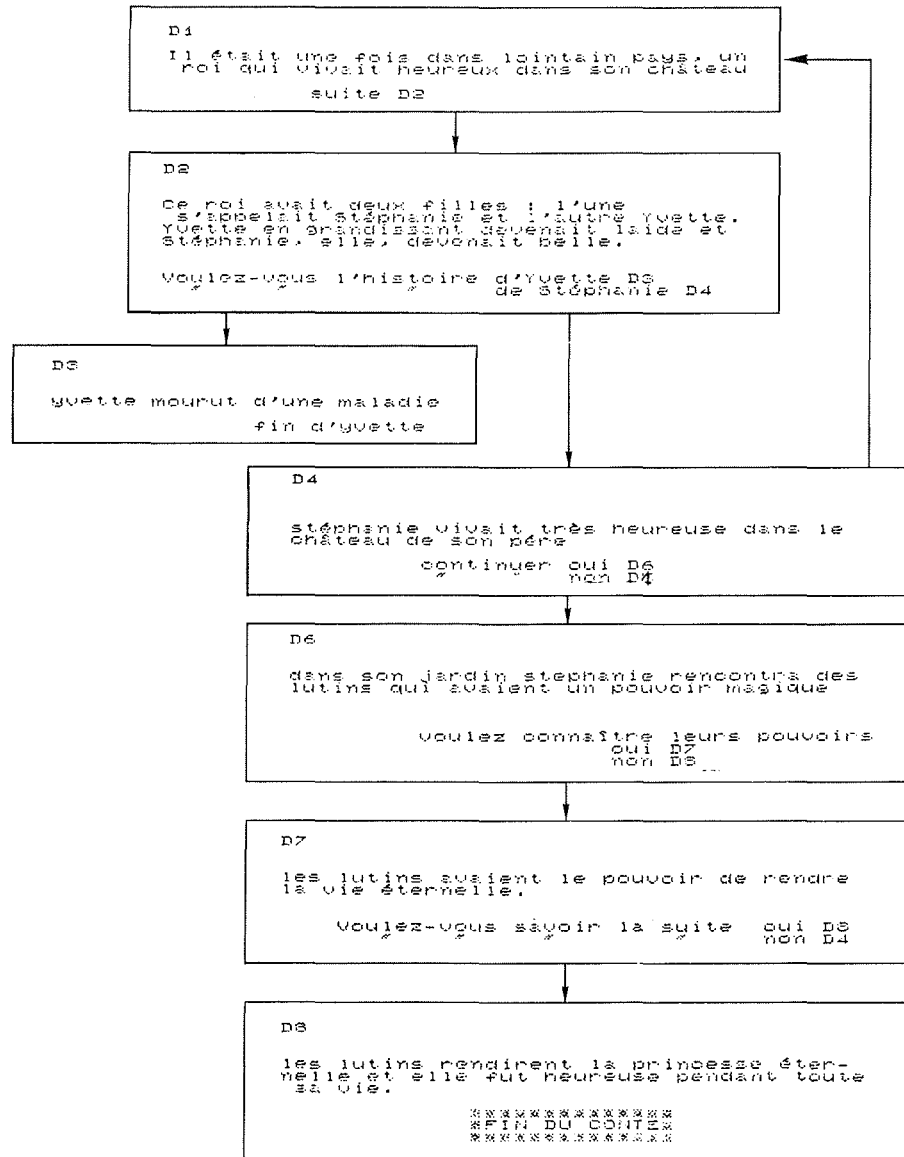 D1
Il était une fois dans lointain pays, un
roi qui vivait heureux dans son château
suite D2
D2
Ce roi avait deux filles : l'une
s'appelait Stéphanie et l'autre Yvette.
Yvette en grandissant devenait laide et
Stéphanie, elle, devenait belle.
Voulez-vous l'histoire d'Yvette D3
de Stéphanie D4
D3
yvette mourut d'une maladie
fin d'yvette
D4
stéphanie vivait très heureuse dans le
château de son père
continuer oui D6
non
D6
dans son jardin stephanie rencontra des
lutins qui avaient un pouvoir magique
voulez connaître leurs pouvoirs
oui D7
non D8
D7
les lutins avaient le pouvoir de rendre
la vie éternelle.
Voulez-vous savoir la suite oui D8
non D4
D8
les lutins rendirent la princesse éter-
nelle et elle fut heureuse pendant toute
sa vie.
***************
*FIN DU CONTE*
***************